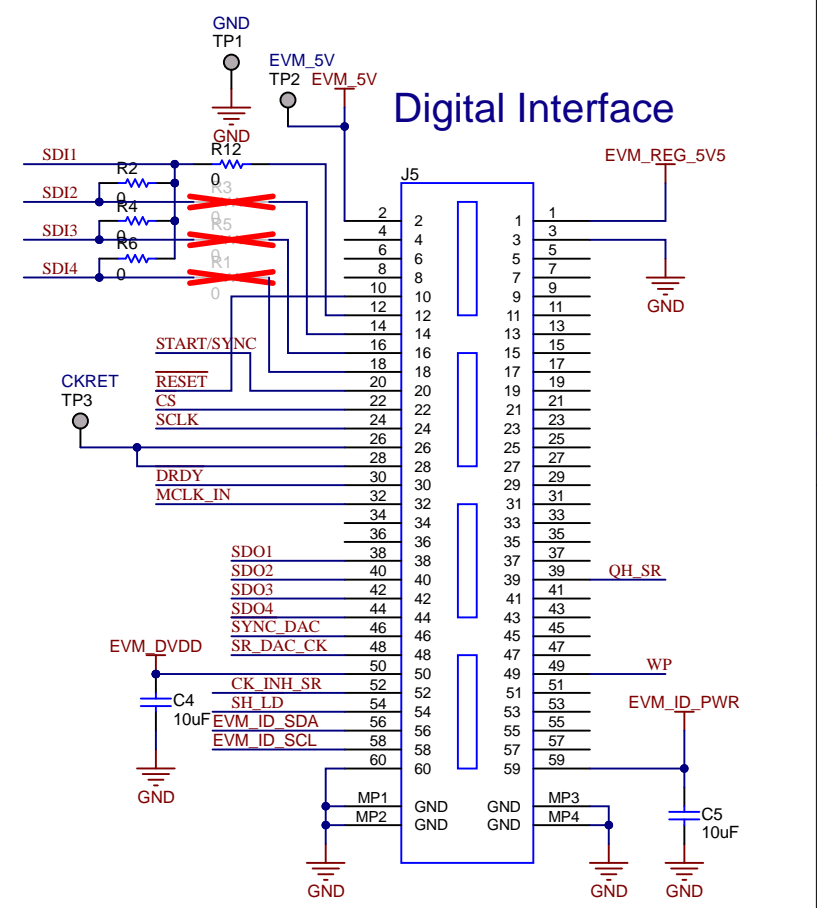 GND
TP1
EVM_5V
TP2
EVM_5V
Digital Interface
GND
SDI1
R12
0
EVM_REG_5V5
R2
0
J5
SDI2
R3
0
R4
0
SDI3
R5
0
R6
0
SDI4
R1
0
2 2 1 1
4 4 3 3
6 6 5 5
8 8 7 7
10 10 9 9
GND
12 12 11 11
14 14 13 13
START/SYNC
16 16 15 15
18 18 17 17
RESET
20 20 19 19
CKRET
TP3
CS
22 22 21 21
SCLK
24 24 23 23
26 26 25 25
28 28 27 27
DRDY
30 30 29 29
MCLK_IN
32 32 31 31
34 34 33 33
36 36 35 35
SDO1
38 38 37 37
SDO2
40 40 39 39
QH_SR
SDO3
42 42 41 41
SDO4
44 44 43 43
SYNC_DAC
46 46 45 45
SR_DAC_CK
48 48 47 47
EVM_DVDD
50 50 49 49
WP
CK_INH_SR
52 52 51 51
C4
10uF
SH_LD
54 54 53 53
EVM_ID_PWR
EVM_ID_SDA
56 56 55 55
EVM_ID_SCL
58 58 57 57
60 60 59 59
GND
MP1 GND GND MP3
MP2 GND GND MP4
C5
10uF
GND
GND
GND